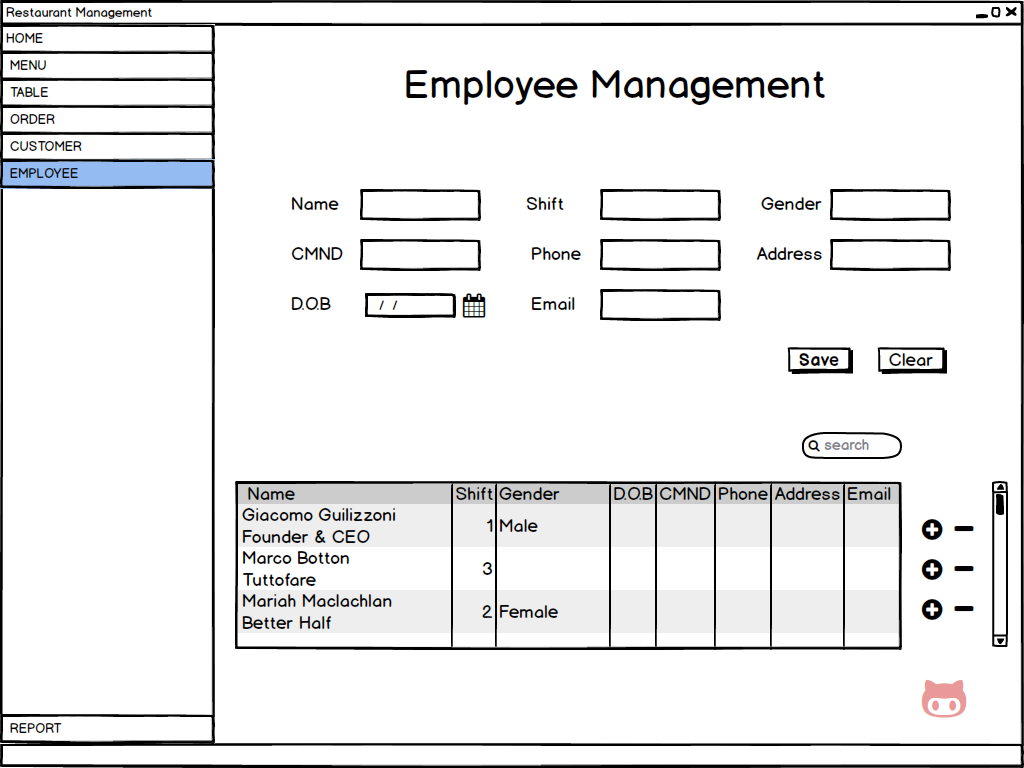 Restaurant Management
HOME
MENU
TABLE
ORDER
CUSTOMER
EMPLOYEE
REPORT
Employee Management
Name Shift Gender
CMND Phone Address
D.O.B / / Email
Save Clear
search
Name Shift Gender D.O.B CMND Phone Address Email
Giacomo Guilizzoni
Founder & CEO 1 Male
Marco Botton
Tuttofare 3
Mariah Maclachlan
Better Half 2 Female